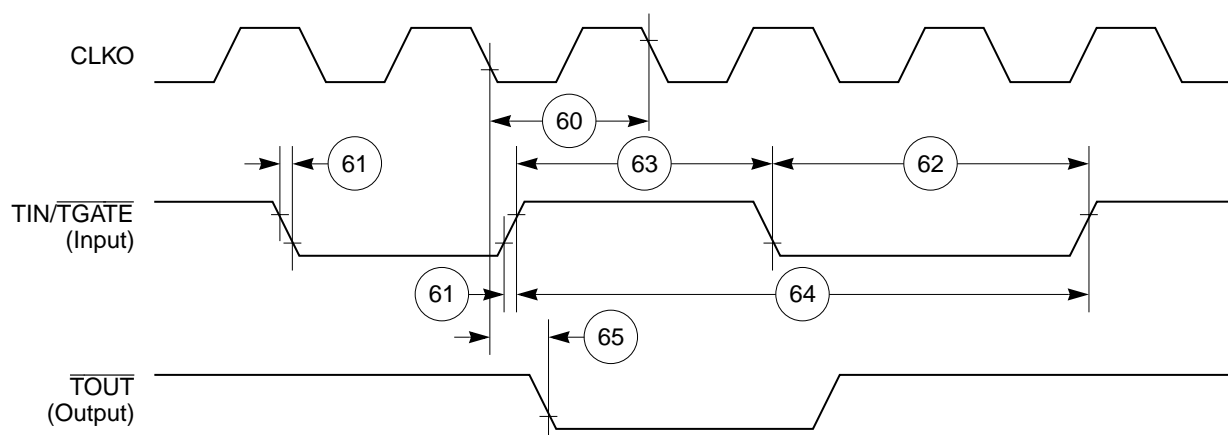 CLKO
60
61
63
62
TIN/TGATE
(Input)
61
64
65
TOUT
(Output)